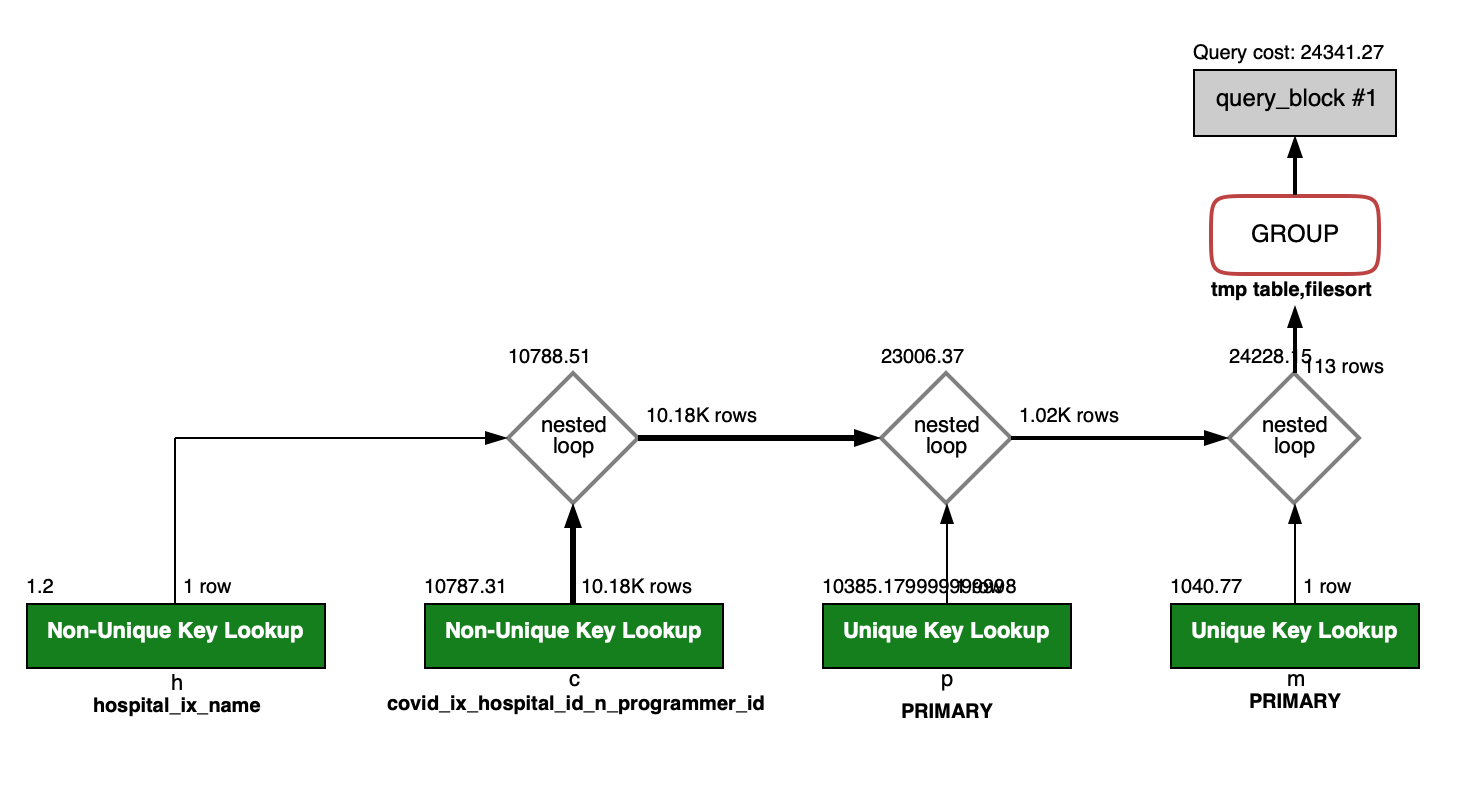 Query cost: 24341.27
query_block #1
GROUP
tmp table,filesort
10788.51
23006.37
24228.15
113 rows
nested
loop
10.18K rows
nested
loop
1.02K rows
nested
loop
1.2
1 row
10787.31
10.18K rows
10385.179999999998
1 row
1040.77
1 row
Non-Unique Key Lookup
Non-Unique Key Lookup
Unique Key Lookup
Unique Key Lookup
h
c
p
m
hospital_ix_name
covid_ix_hospital_id_n_programmer_id
PRIMARY
PRIMARY